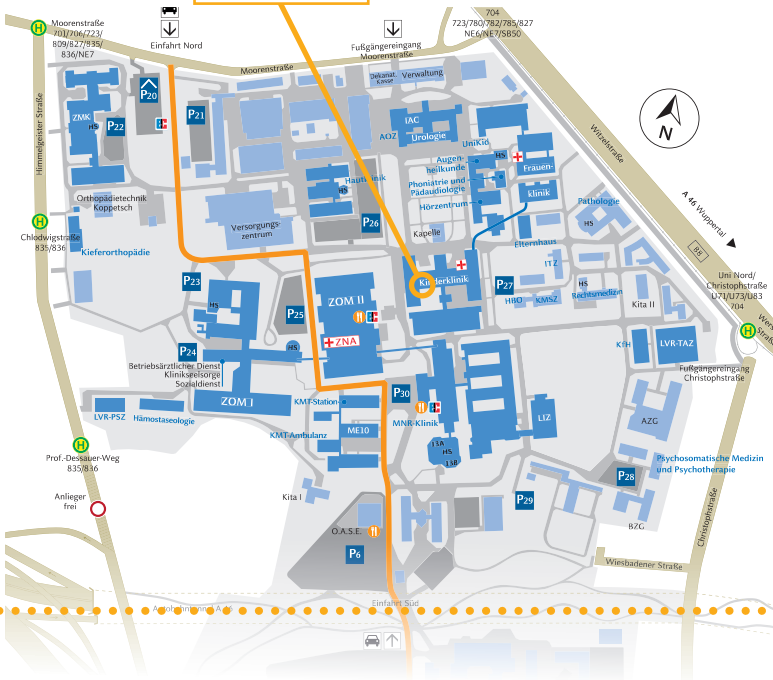 Moorenstraße
701/706/723/
809/827/835/
836/NE7
Einfahrt Nord
Moorenstraße
Fußgängereingang
Moorenstraße
704
723/780/782/785/827
NE6/NE7/SB50
Himmelgeister Straße
Witzelstraße
A 46 Wuppertal
R8
N
Dekanat
Kasse
Verwaltung
ZMK
HS
P20
P21
P22
IAC
Urologie
AOZ
UniKid
HS
Augen-
heilkunde
Phoniatrie und
Pädaudiologie
Hörzentrum
Frauen-
klinik
Hautklinik
HS
Orthopädietechnik
Koppetsch
Versorgungs-
zentrum
P26
Kapelle
Pathologie
HS
Chlodwigstraße
835/836
Kieferorthopädie
Elternhaus
ITZ
Kinderklinik
P27
HBO
KMSZ
HS
Rechtsmedizin
Kita II
Uni Nord/
Christophstraße
U71/U73/U83
704
P23
HS
P25
ZOM II
ZNA
P24
HS
Betriebsärztlicher Dienst
Klinikseelsorge
Sozialdienst
ZOM I
KfH
LVR-TAZ
Fußgängereingang
Christophstraße
LVR-PSZ
Hämostaseologie
KMT-Station
P30
MNR-Klinik
ME10
KMT-Ambulanz
13A
HS
13B
LIZ
AZG
Prof.-Dessauer-Weg
835/836
Psychosomatische Medizin
und Psychotherapie
P28
Anlieger
frei
Kita I
P29
BZG
O.A.S.E.
P6
Christophstraße
Wiesbadener Straße
Einfahrt Süd